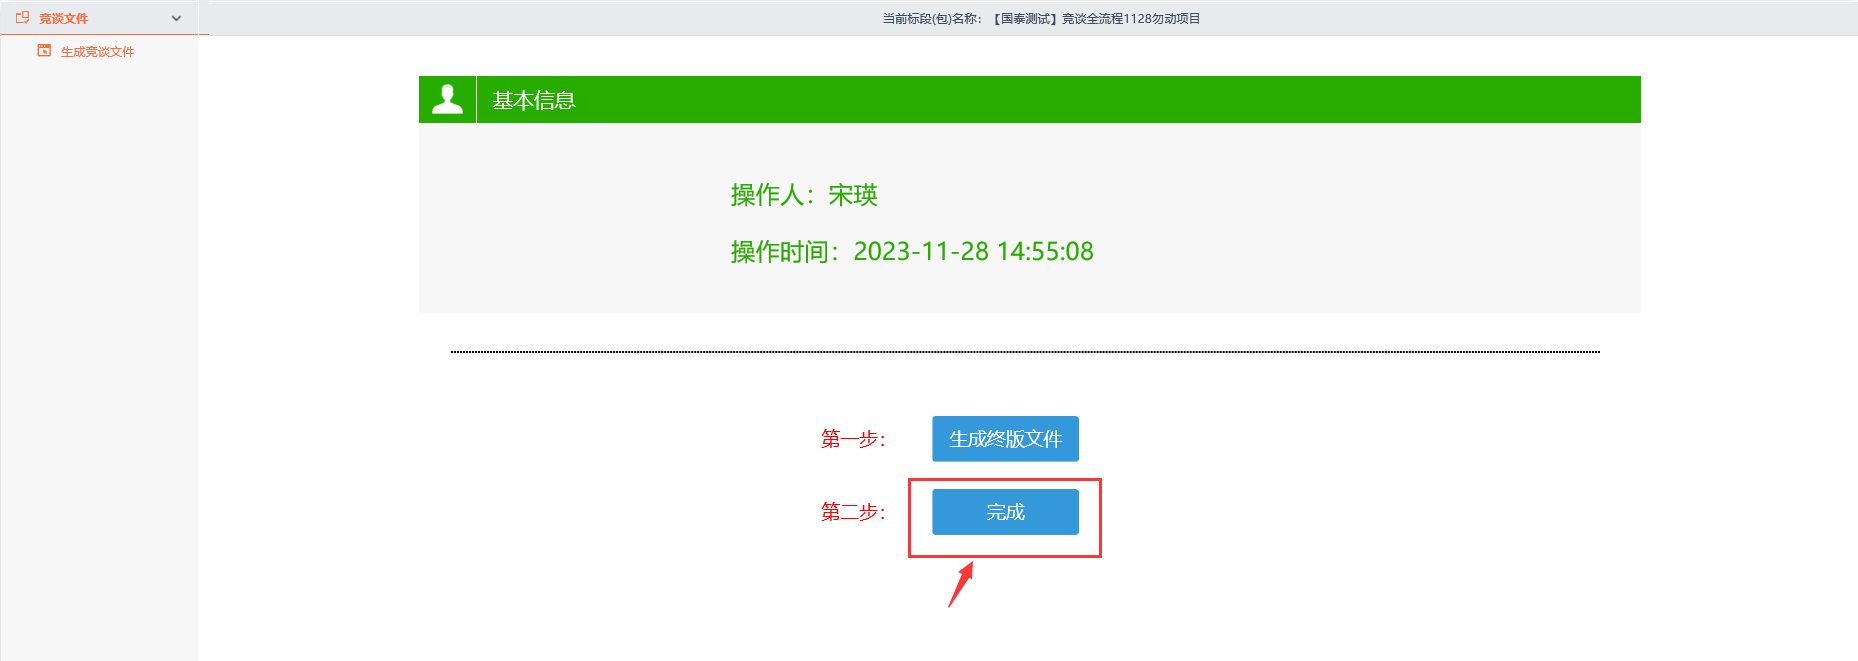 竞谈文件
当前标段(包)名称：【国泰测试】竞谈全流程1128勿动项目
生成竞谈文件
基本信息
操作人：宋瑛
操作时间：2023-11-28 14:55:08
第一步：
生成终版文件
第二步：
完成